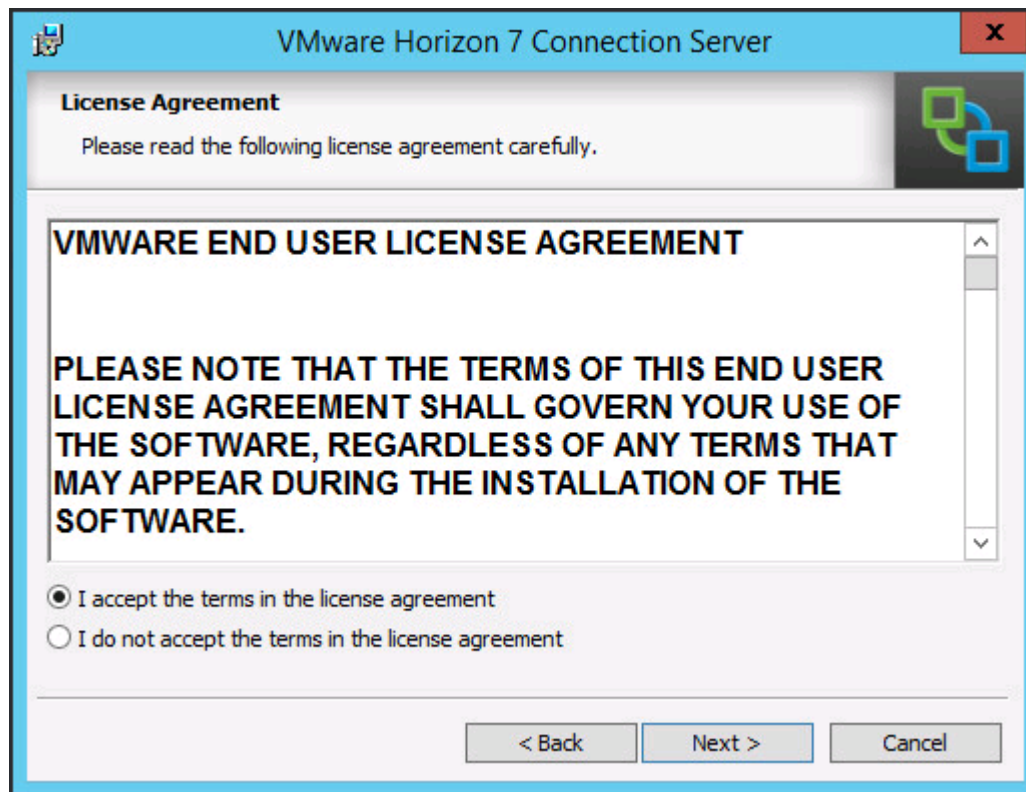 VMware Horizon 7 Connection Server
x
License Agreement
Please read the following license agreement carefully.
VMWARE END USER LICENSE AGREEMENT
PLEASE NOTE THAT THE TERMS OF THIS END USER
LICENSE AGREEMENT SHALL GOVERN YOUR USE OF
THE SOFTWARE, REGARDLESS OF ANY TERMS THAT
MAY APPEAR DURING THE INSTALLATION OF THE
SOFTWARE.
I accept the terms in the license agreement
I do not accept the terms in the license agreement
< Back Next > Cancel